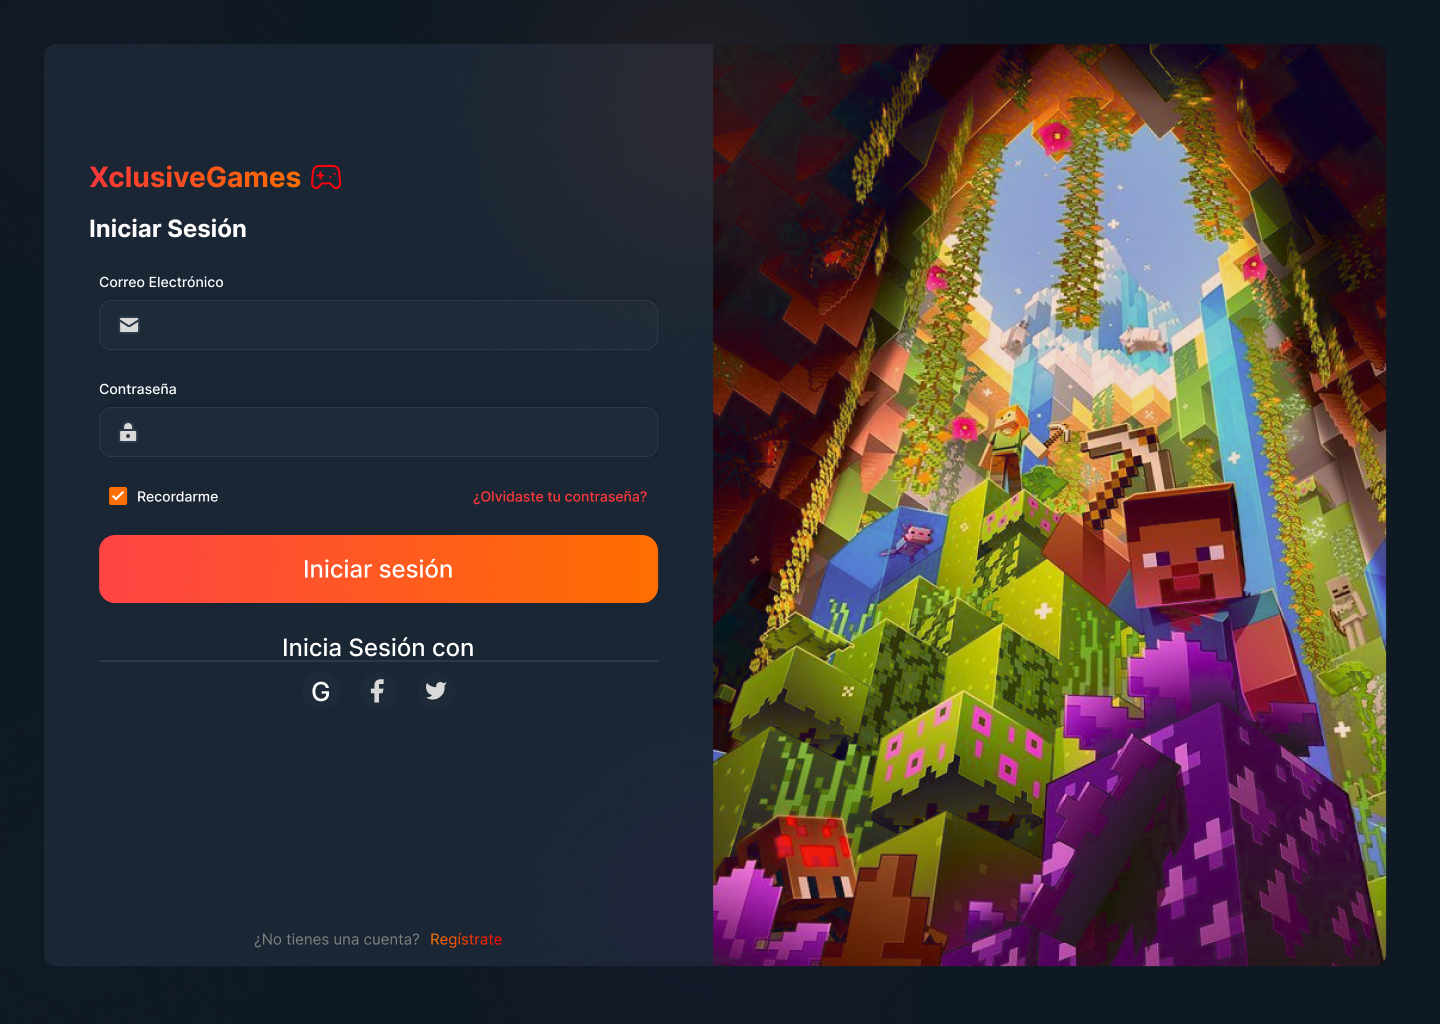 XclusiveGames
Iniciar Sesión
Correo Electrónico
Contraseña
Recordarme ¿Olvidaste tu contraseña?
Iniciar sesión
Inicia Sesión con
G
¿No tienes una cuenta? Regístrate